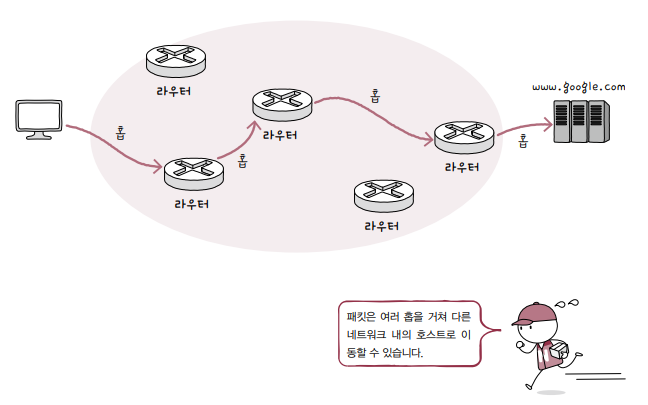 라우터
www.google.com
홉
홉
라우터
홉
라우터
홉
라우터
라우터
패킷은 여러 홉을 거쳐 다른
네트워크 내의 호스트로 이
동할 수 있습니다.